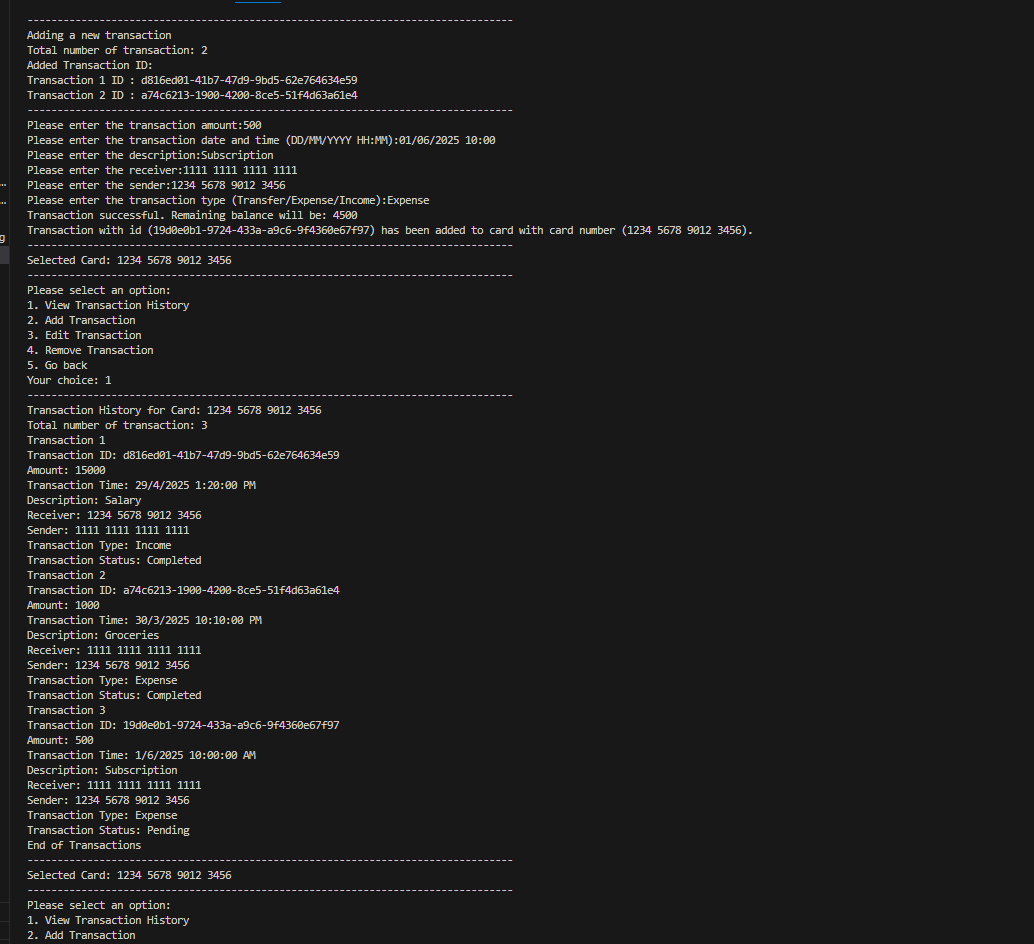 ---------------------------------------------------------------------------------
Adding a new transaction
Total number of transaction: 2
Added Transaction ID:
Transaction 1 ID : d816ed01-41b7-47d9-9bd5-62e764634e59
Transaction 2 ID : a74c6213-1900-4200-8ce5-51f4d63a61e4
---------------------------------------------------------------------------------
Please enter the transaction amount:500
Please enter the transaction date and time (DD/MM/YYYY HH:MM):01/06/2025 10:00
Please enter the description:Subscription
Please enter the receiver:1111 1111 1111 1111
Please enter the sender:1234 5678 9012 3456
Please enter the transaction type (Transfer/Expense/Income):Expense
Transaction successful. Remaining balance will be: 4500
Transaction with id (19d0e0b1-9724-433a-a9c6-9f4360e67f97) has been added to card with card number (1234 5678 9012 3456).
---------------------------------------------------------------------------------
Selected Card: 1234 5678 9012 3456
---------------------------------------------------------------------------------
Please select an option:
1. View Transaction History
2. Add Transaction
3. Edit Transaction
4. Remove Transaction
5. Go back
Your choice: 1
---------------------------------------------------------------------------------
Transaction History for Card: 1234 5678 9012 3456
Total number of transaction: 3
Transaction 1
Transaction ID: d816ed01-41b7-47d9-9bd5-62e764634e59
Amount: 15000
Transaction Time: 29/4/2025 1:20:00 PM
Description: Salary
Receiver: 1234 5678 9012 3456
Sender: 1111 1111 1111 1111
Transaction Type: Income
Transaction Status: Completed
Transaction 2
Transaction ID: a74c6213-1900-4200-8ce5-51f4d63a61e4
Amount: 1000
Transaction Time: 30/3/2025 10:10:00 PM
Description: Groceries
Receiver: 1111 1111 1111 1111
Sender: 1234 5678 9012 3456
Transaction Type: Expense
Transaction Status: Completed
Transaction 3
Transaction ID: 19d0e0b1-9724-433a-a9c6-9f4360e67f97
Amount: 500
Transaction Time: 1/6/2025 10:00:00 AM
Description: Subscription
Receiver: 1111 1111 1111 1111
Sender: 1234 5678 9012 3456
Transaction Type: Expense
Transaction Status: Pending
End of Transactions
---------------------------------------------------------------------------------
Selected Card: 1234 5678 9012 3456
---------------------------------------------------------------------------------
Please select an option:
1. View Transaction History
2. Add Transaction